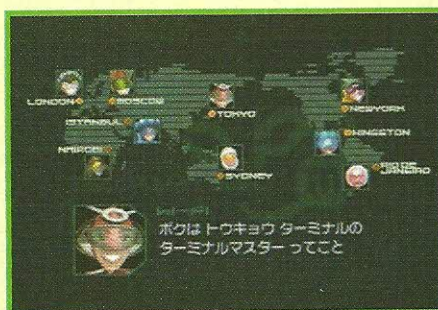 LONDON
MOSCOW
TOKYO
NEWYORK
ISTANBUL
KINGSTON
NAIROBI
SYDNEY
RIO DE
JANEIRO
ボクは トウキョウ ターミナルの
ターミナルマスター ってこと